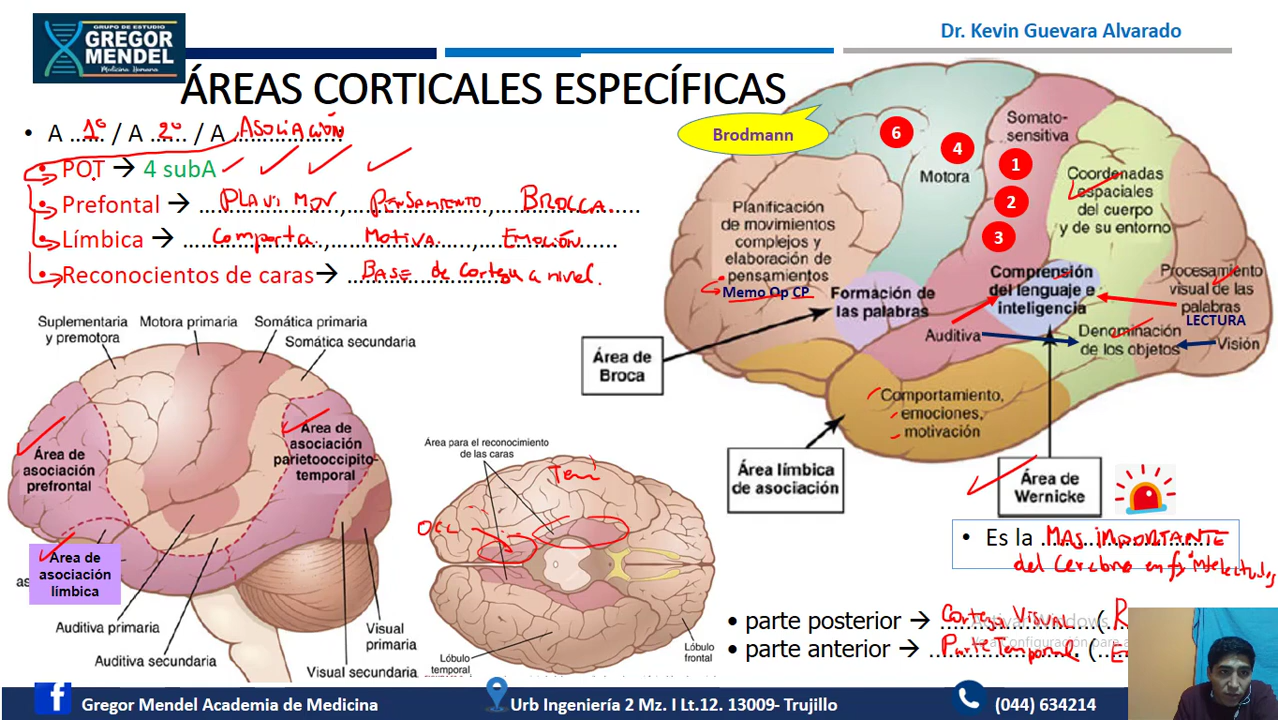 GRUPO DE ESTUDIO
GREGOR
MENDEL
Medicina Humana
Dr. Kevin Guevara Alvarado
ÁREAS CORTICALES ESPECÍFICAS
• A ..1º.. / A ..2º.. / A ..Asociación..
POT → 4 subA
Prefontal → PLANI MOV, PENSAMIENTO, BROCCA.
Límbica → Comporta., MOTIVA., EMOCIÓN
Reconocientos de caras → BASE de corteza a nivel.
Brodmann
6
4
1
2
3
Motora
Somato-
sensitiva
Coordenadas
espaciales
del cuerpo
y de su entorno
Planificación
de movimientos
complejos y
elaboración de
pensamientos
Memo Op CP
Formación de
las palabras
Comprensión
del lenguaje e
inteligencia
Procesamiento
visual de las
palabras
LECTURA
Auditiva
Denominación
de los objetos
Visión
Área de
Broca
Comportamiento,
emociones,
motivación
Área límbica
de asociación
Área de
Wernicke
Suplementaria
y premotora
Motora primaria
Somática primaria
Somática secundaria
Área de
asociación
prefrontal
Área de
asociación
parietooccipito-
temporal
Área de
asociación
límbica
as
Auditiva primaria
Auditiva secundaria
Visual
primaria
Visual secundaria
Área para el reconocimiento
de las caras
Lóbulo
temporal
Lóbulo
frontal
• Es la MAS IMPORTANTE
del cerebro en intelectuales
• parte posterior → Corteza Visual (R
• parte anterior → Parte Temporal (
Gregor Mendel Academia de Medicina
Urb Ingeniería 2 Mz. I Lt.12. 13009- Trujillo
(044) 634214